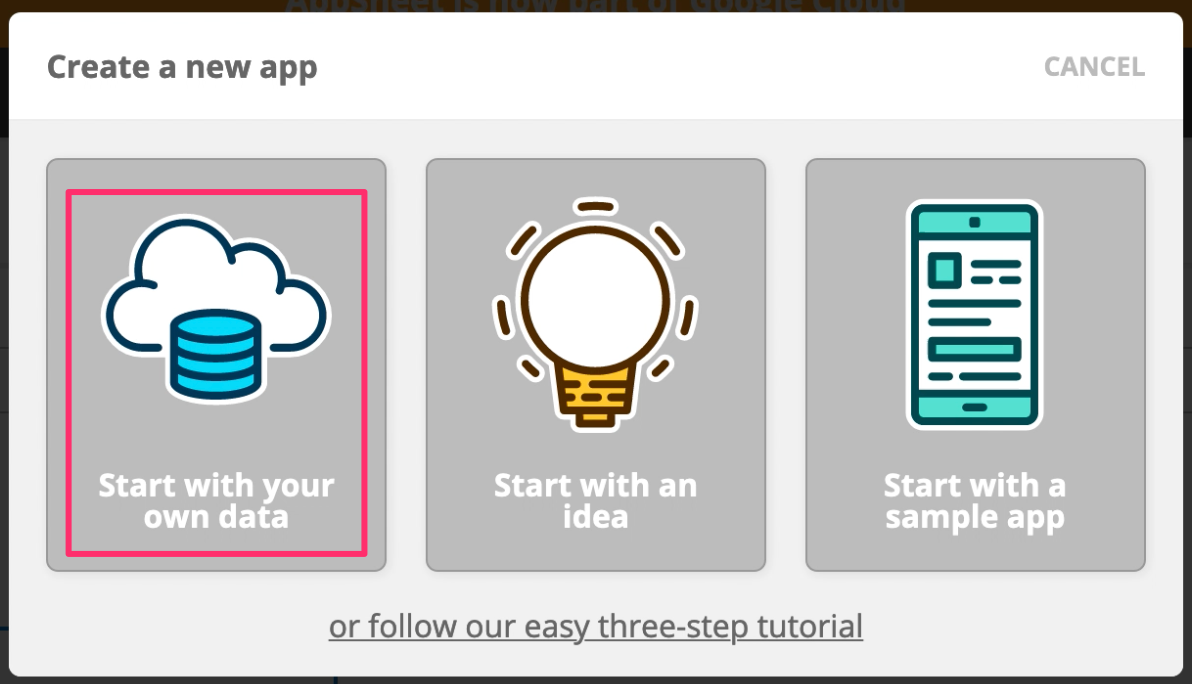 AppSheet is now part of Google Cloud
Create a new app
CANCEL
Start with your
own data
Start with an
idea
Start with a
sample app
or follow our easy three-step tutorial